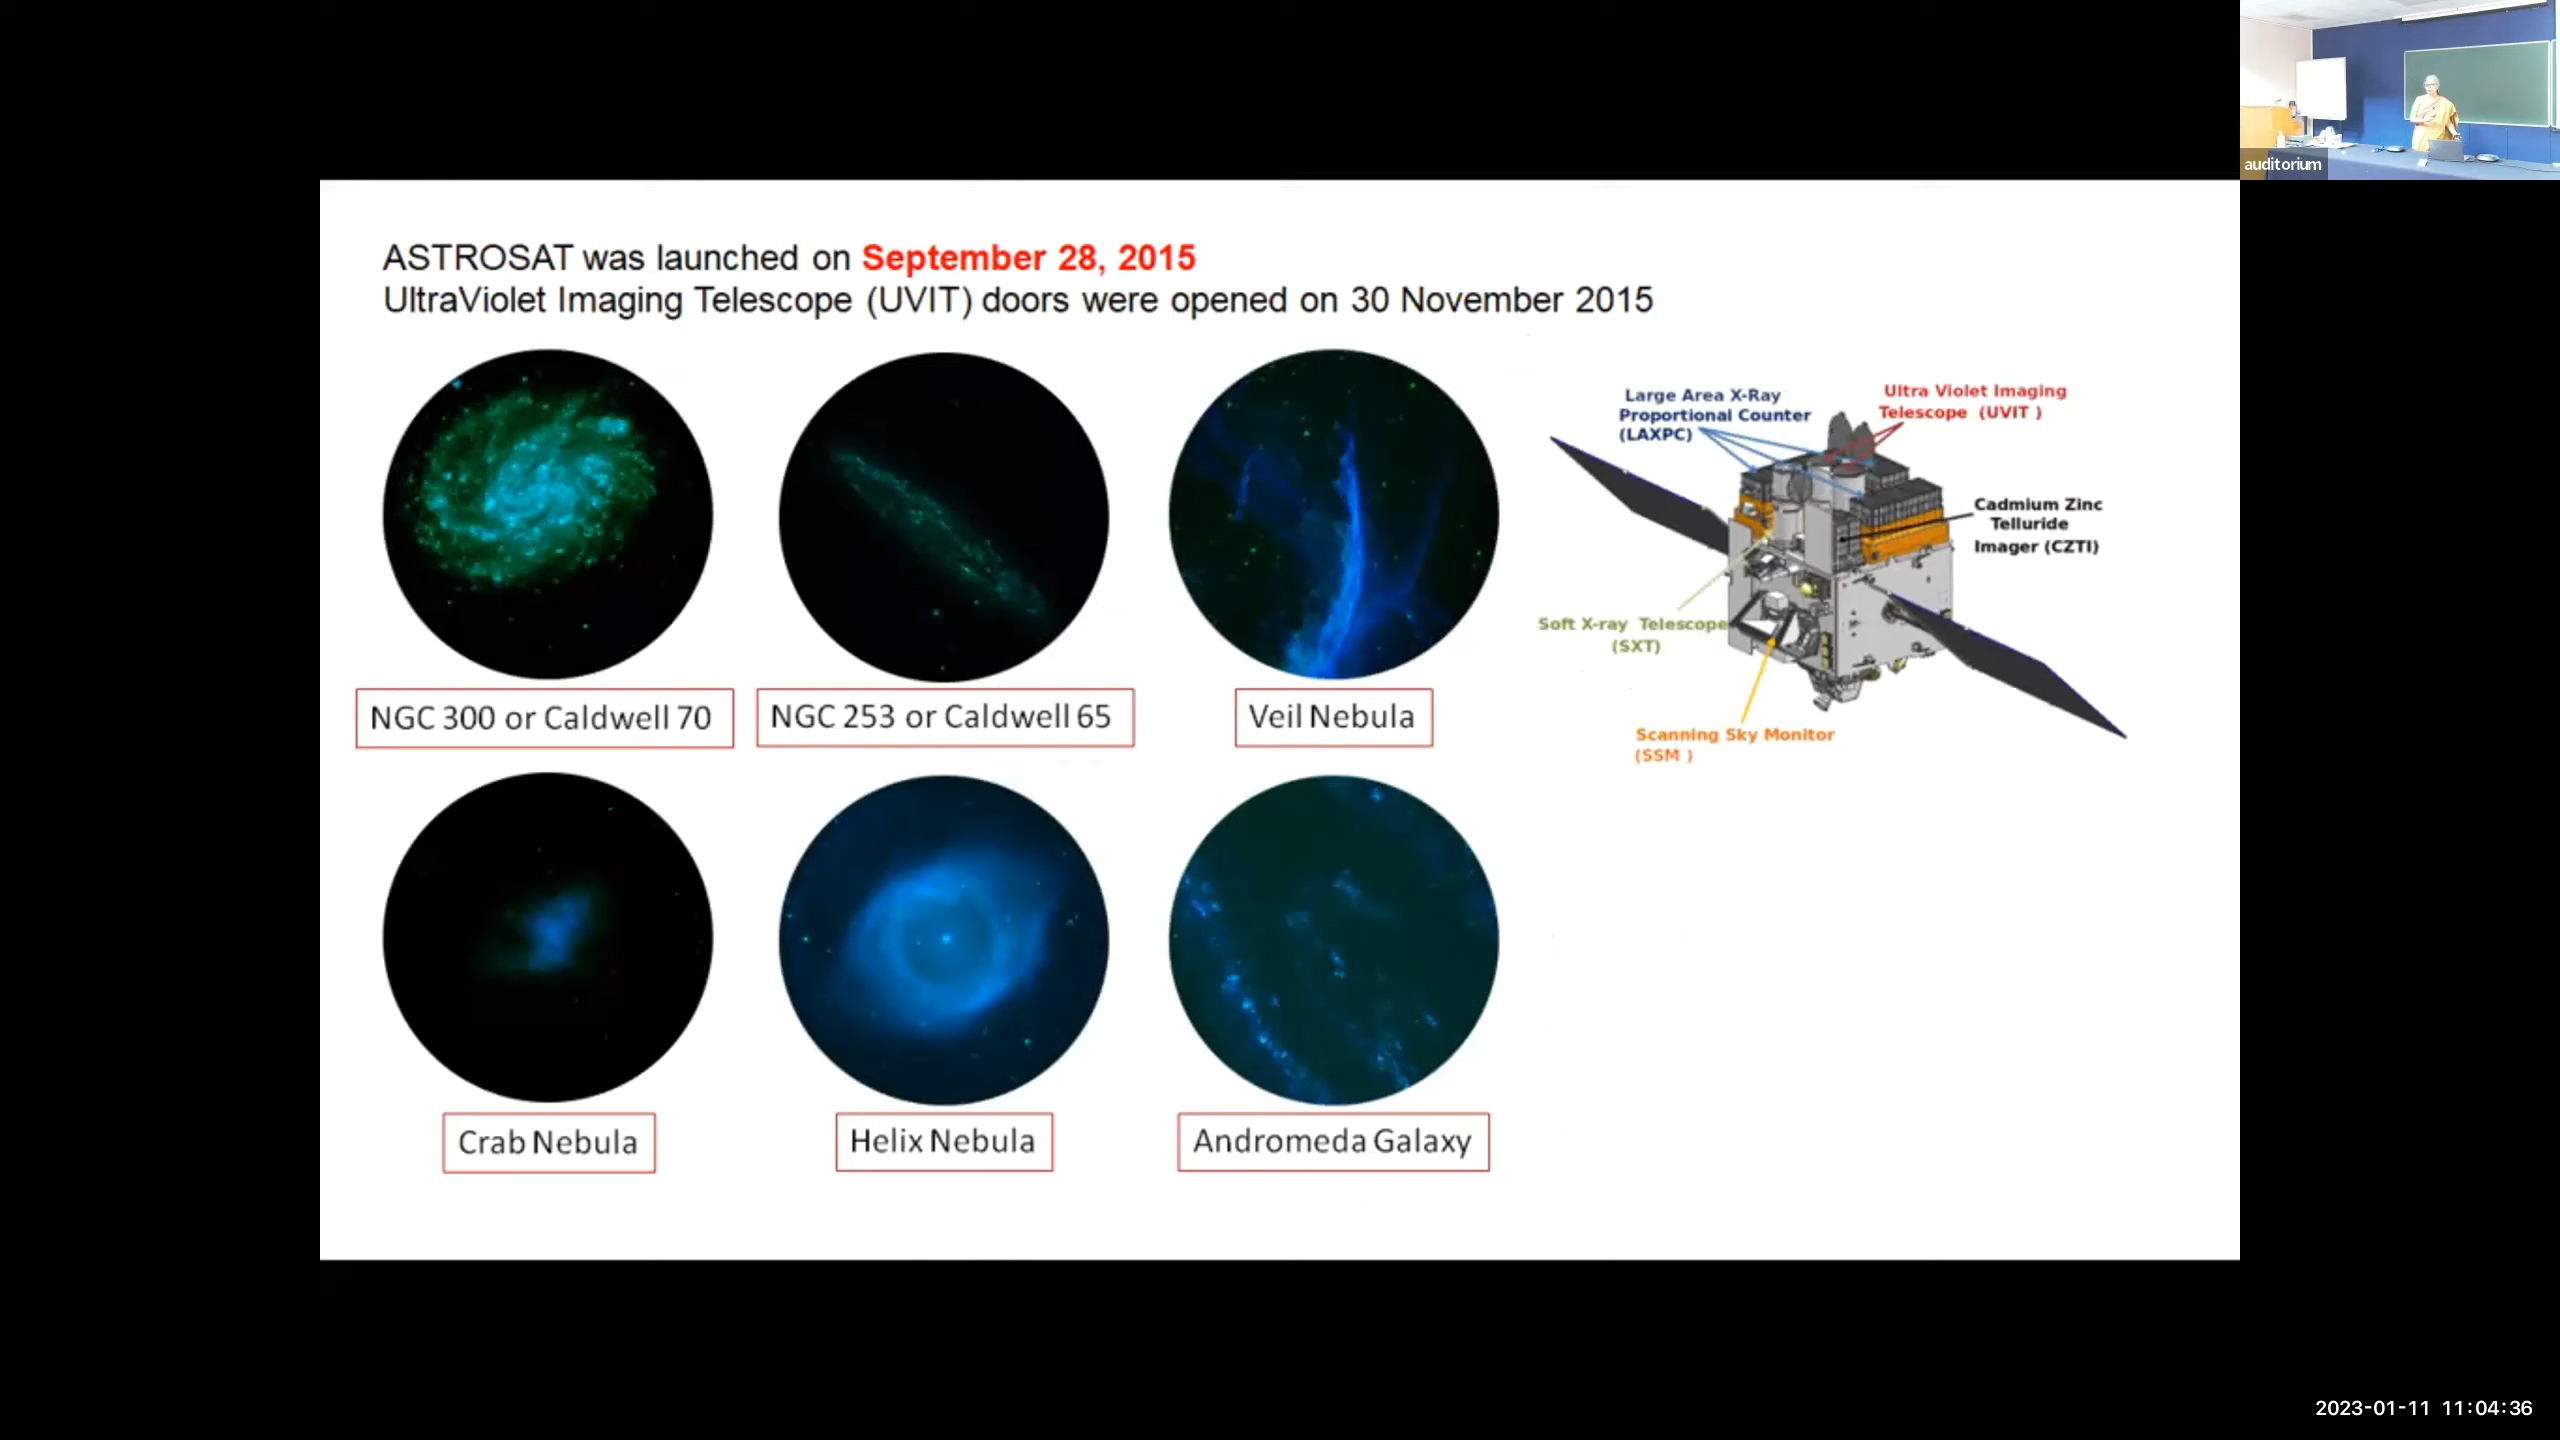 auditorium
ASTROSAT was launched on September 28, 2015
UltraViolet Imaging Telescope (UVIT) doors were opened on 30 November 2015
Large Area X-Ray
Proportional Counter
(LAXPC)
Ultra Violet Imaging
Telescope (UVIT )
Cadmium Zinc
Telluride
Imager (CZTI)
Soft X-ray Telescope
(SXT)
Scanning Sky Monitor
(SSM )
NGC 300 or Caldwell 70
NGC 253 or Caldwell 65
Veil Nebula
Crab Nebula
Helix Nebula
Andromeda Galaxy
2023-01-11 11:04:36